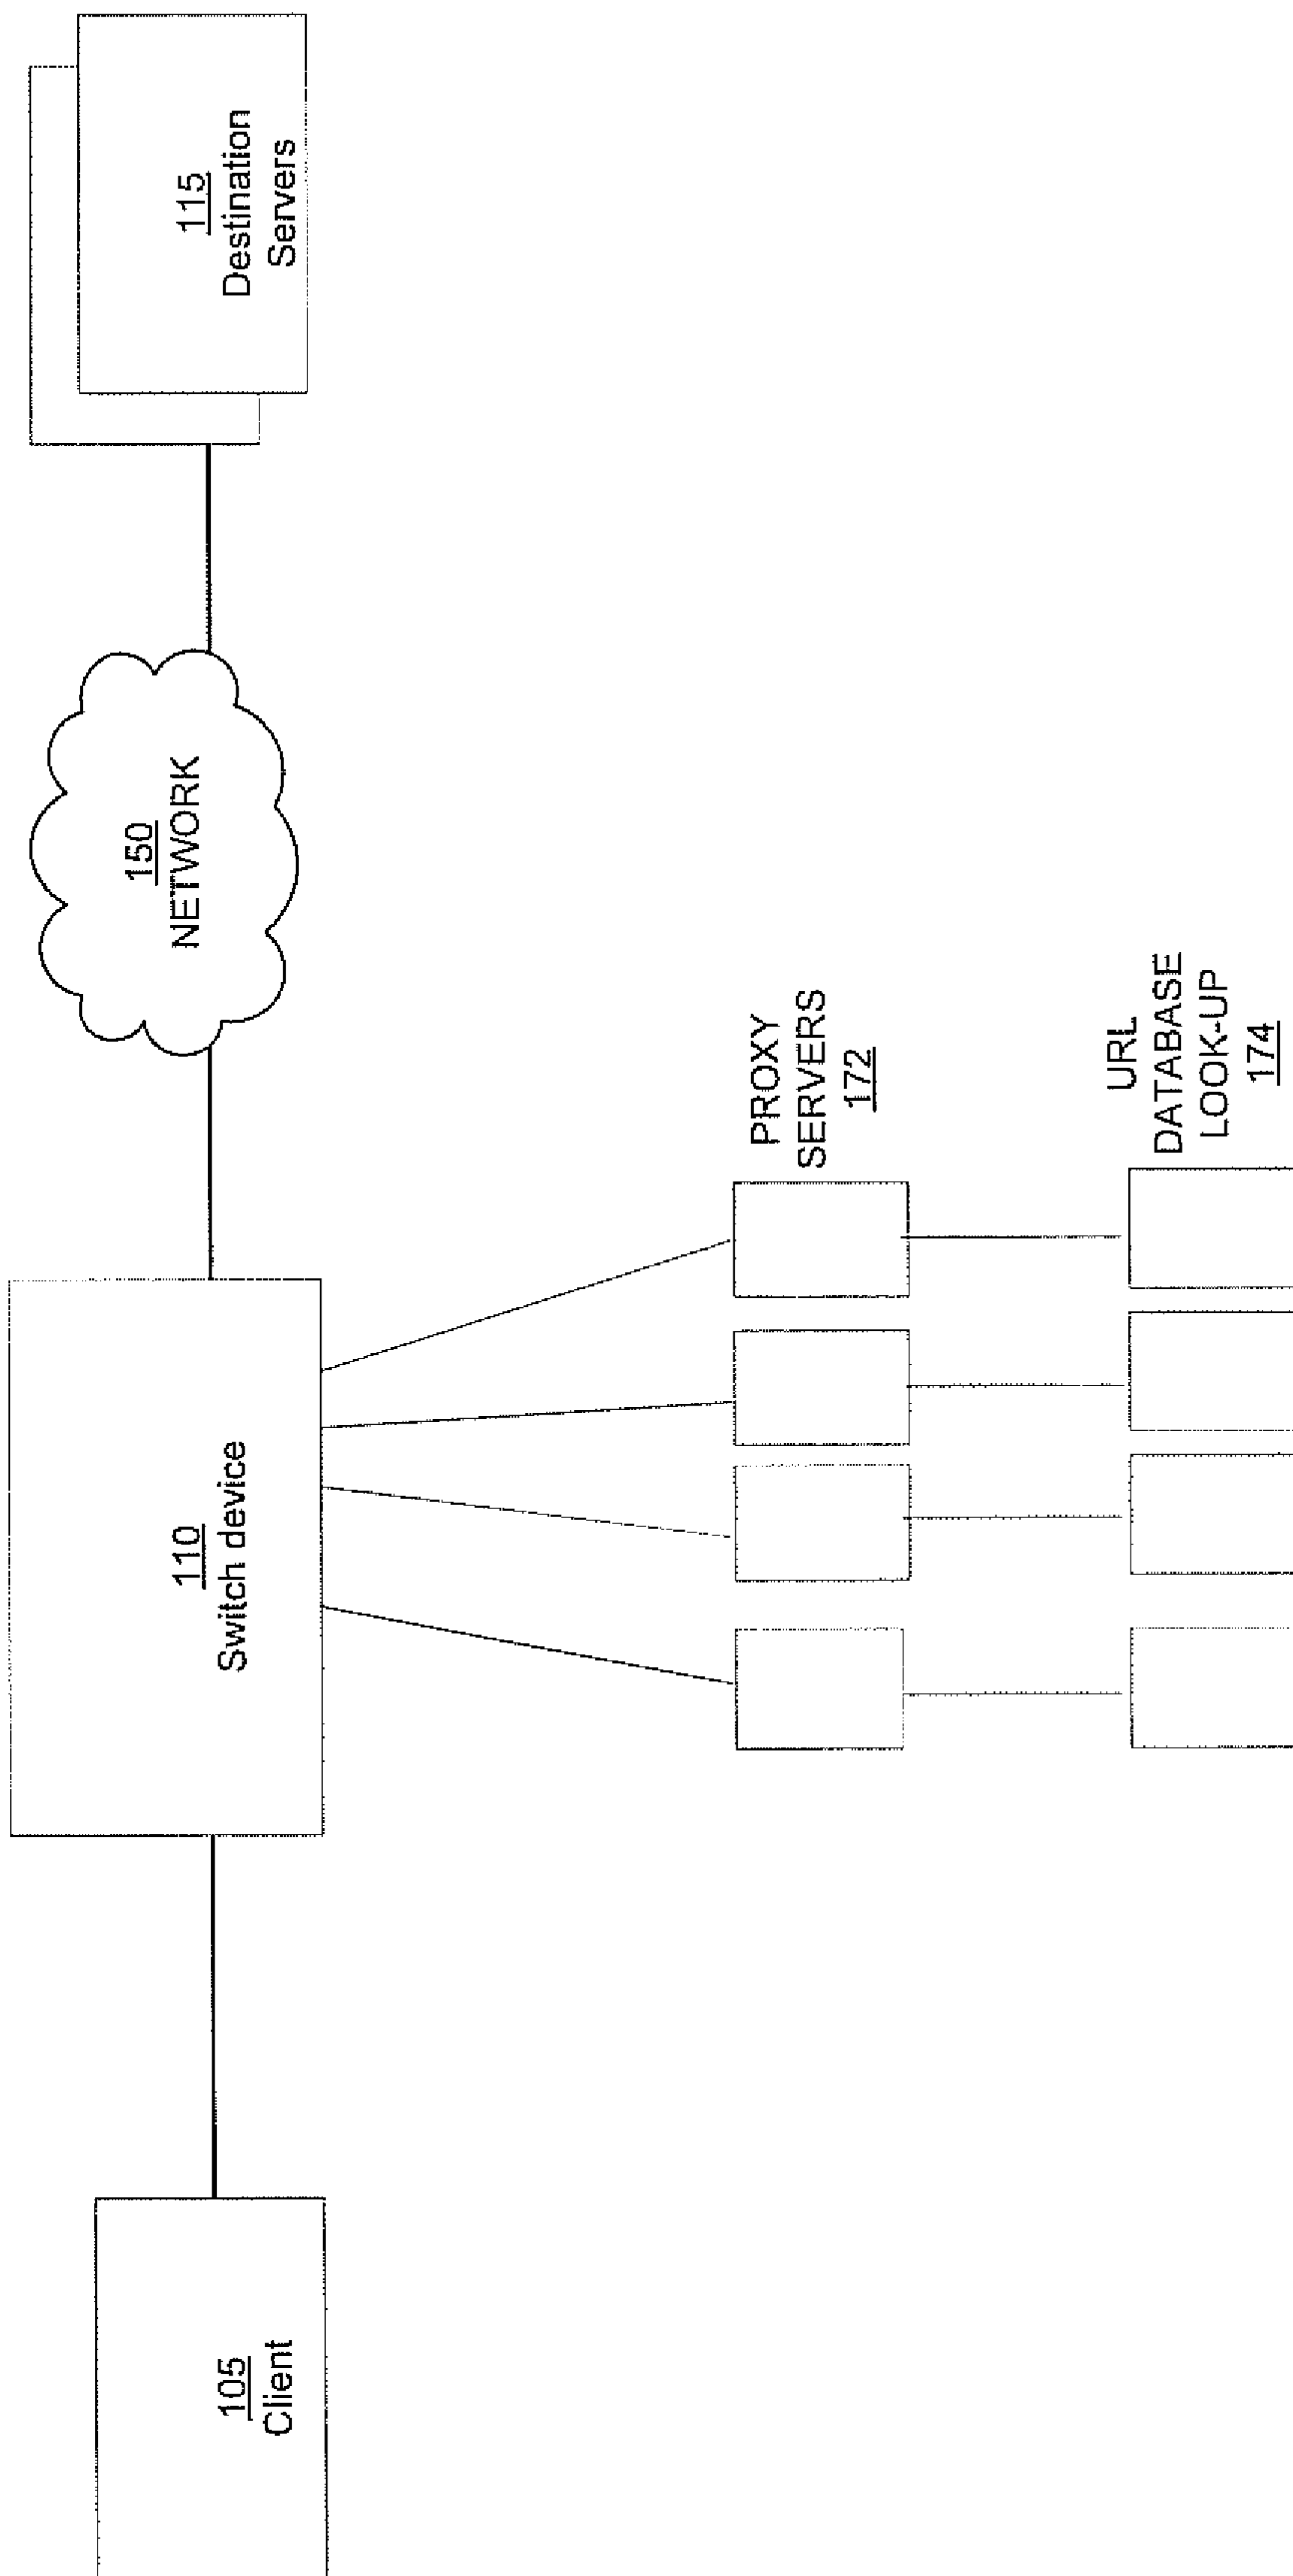 105
Client
110
Switch device
150
NETWORK
115
Destination
Servers
PROXY
SERVERS
172
URL
DATABASE
LOOK-UP
174